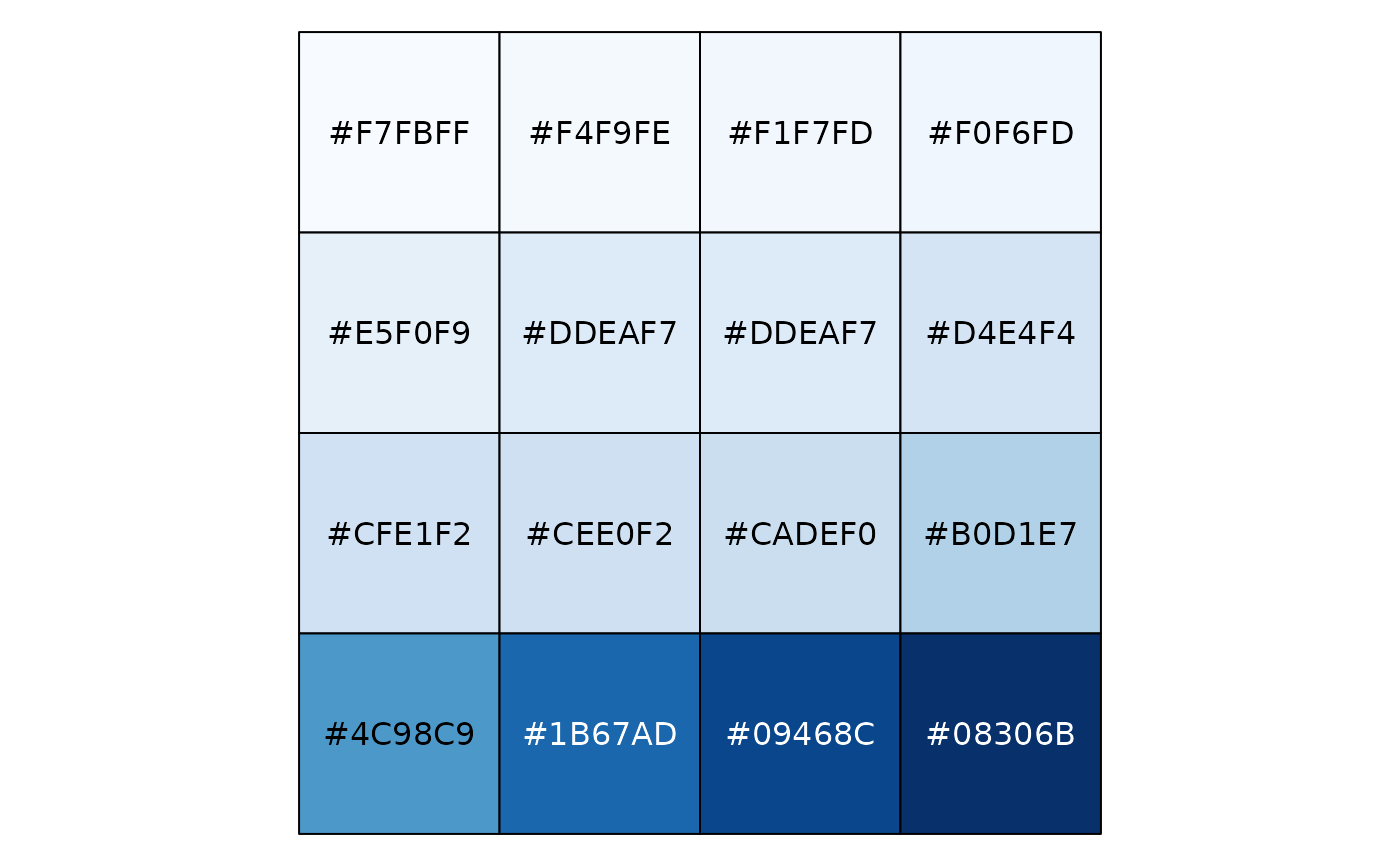 #F7FBFF #F4F9FE #F1F7FD #F0F6FD
#E5F0F9 #DDEAF7 #DDEAF7 #D4E4F4
#CFE1F2 #CEE0F2 #CADEF0 #B0D1E7
#4C98C9 #1B67AD #09468C #08306B